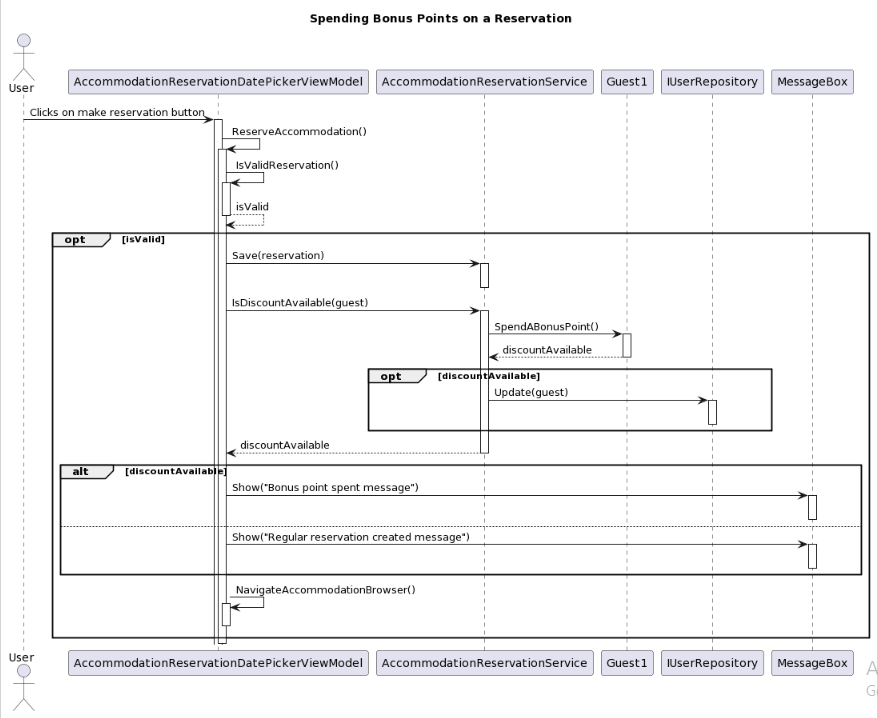 Spending Bonus Points on a Reservation
User
AccommodationReservationDatePickerViewModel
AccommodationReservationService
Guest1
IUserRepository
MessageBox
Clicks on make reservation button
ReserveAccommodation()
IsValidReservation()
isValid
opt [isValid]
Save(reservation)
IsDiscountAvailable(guest)
SpendABonusPoint()
discountAvailable
opt [discountAvailable]
Update(guest)
discountAvailable
alt [discountAvailable]
Show("Bonus point spent message")
Show("Regular reservation created message")
NavigateAccommodationBrowser()
User
AccommodationReservationDatePickerViewModel
AccommodationReservationService
Guest1
IUserRepository
MessageBox